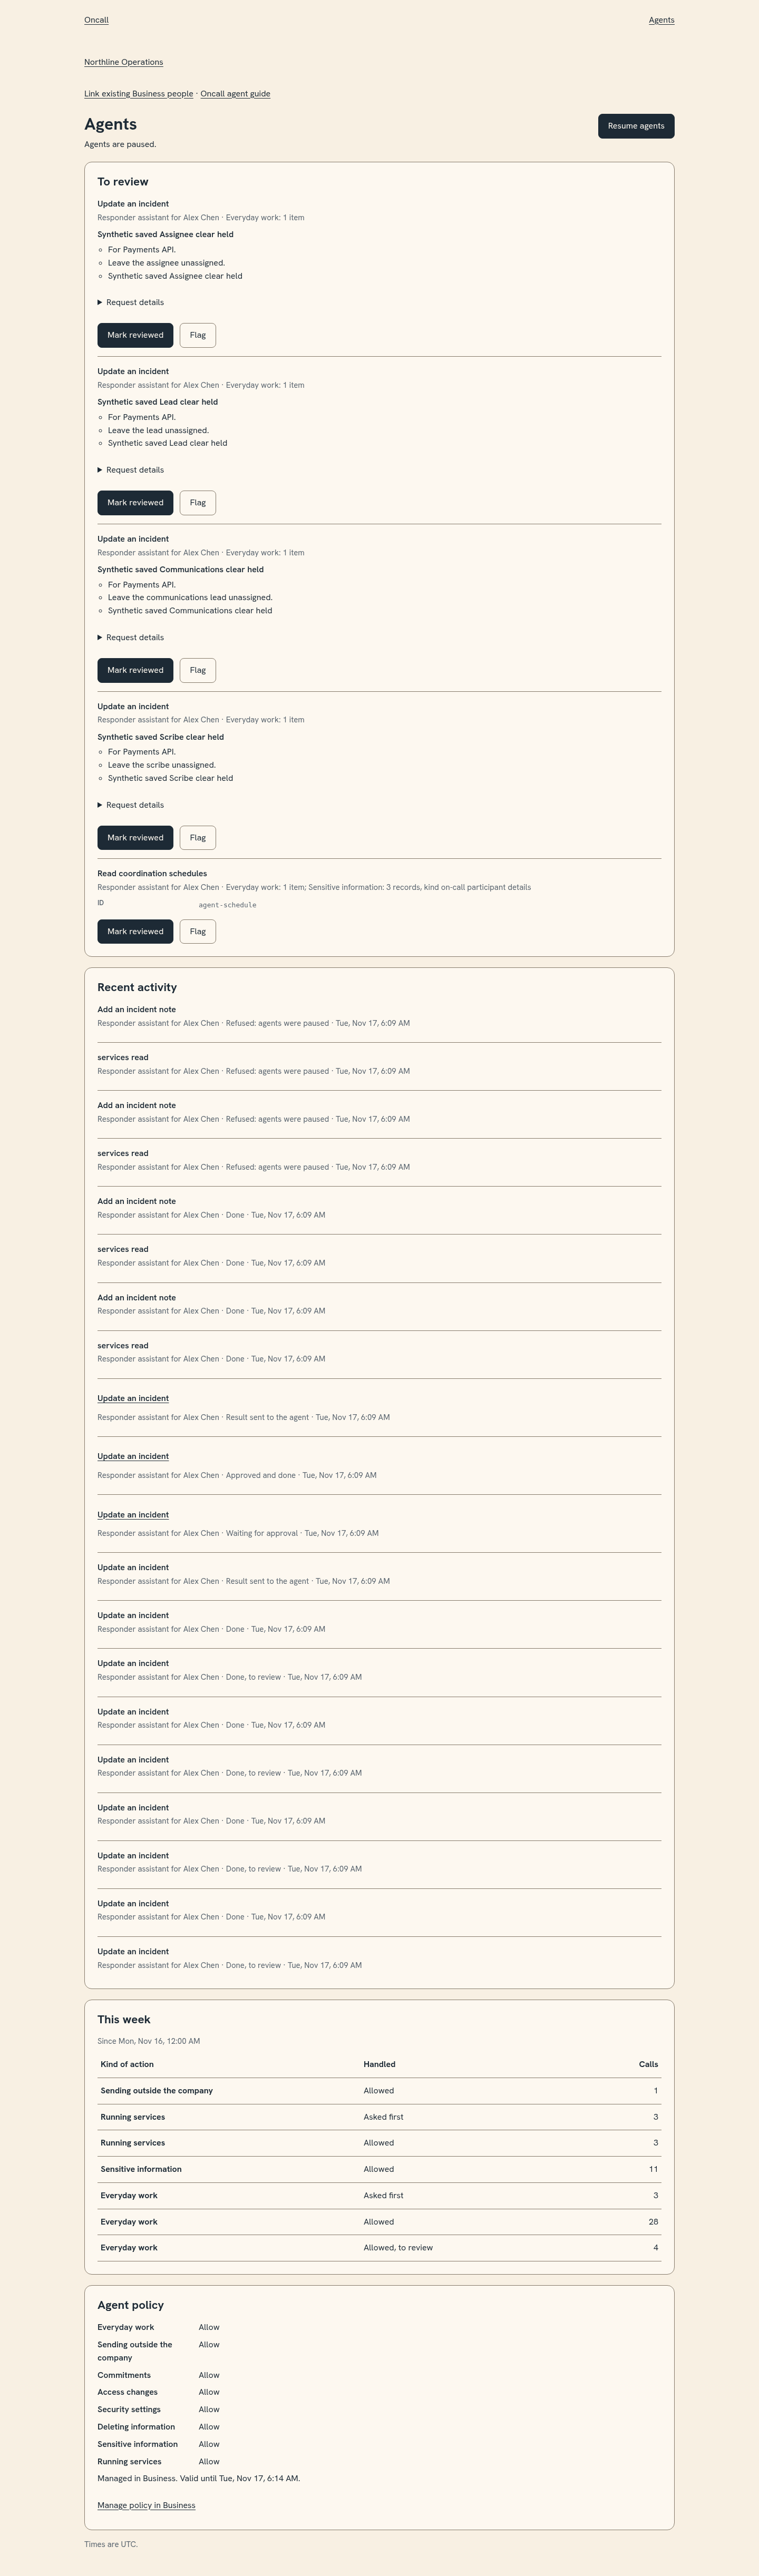 Oncall
Agents
Northline Operations
Link existing Business people · Oncall agent guide
Agents
Resume agents
Agents are paused.
To review
Update an incident
Responder assistant for Alex Chen · Everyday work: 1 item
Synthetic saved Assignee clear held
For Payments API.
Leave the assignee unassigned.
Synthetic saved Assignee clear held
Request details
Mark reviewed
Flag
Update an incident
Responder assistant for Alex Chen · Everyday work: 1 item
Synthetic saved Lead clear held
For Payments API.
Leave the lead unassigned.
Synthetic saved Lead clear held
Request details
Mark reviewed
Flag
Update an incident
Responder assistant for Alex Chen · Everyday work: 1 item
Synthetic saved Communications clear held
For Payments API.
Leave the communications lead unassigned.
Synthetic saved Communications clear held
Request details
Mark reviewed
Flag
Update an incident
Responder assistant for Alex Chen · Everyday work: 1 item
Synthetic saved Scribe clear held
For Payments API.
Leave the scribe unassigned.
Synthetic saved Scribe clear held
Request details
Mark reviewed
Flag
Read coordination schedules
Responder assistant for Alex Chen · Everyday work: 1 item; Sensitive information: 3 records, kind on-call participant details
ID agent-schedule
Mark reviewed
Flag
Recent activity
Add an incident note
Responder assistant for Alex Chen · Refused: agents were paused · Tue, Nov 17, 6:09 AM
services read
Responder assistant for Alex Chen · Refused: agents were paused · Tue, Nov 17, 6:09 AM
Add an incident note
Responder assistant for Alex Chen · Refused: agents were paused · Tue, Nov 17, 6:09 AM
services read
Responder assistant for Alex Chen · Refused: agents were paused · Tue, Nov 17, 6:09 AM
Add an incident note
Responder assistant for Alex Chen · Done · Tue, Nov 17, 6:09 AM
services read
Responder assistant for Alex Chen · Done · Tue, Nov 17, 6:09 AM
Add an incident note
Responder assistant for Alex Chen · Done · Tue, Nov 17, 6:09 AM
services read
Responder assistant for Alex Chen · Done · Tue, Nov 17, 6:09 AM
Update an incident
Responder assistant for Alex Chen · Result sent to the agent · Tue, Nov 17, 6:09 AM
Update an incident
Responder assistant for Alex Chen · Approved and done · Tue, Nov 17, 6:09 AM
Update an incident
Responder assistant for Alex Chen · Waiting for approval · Tue, Nov 17, 6:09 AM
Update an incident
Responder assistant for Alex Chen · Result sent to the agent · Tue, Nov 17, 6:09 AM
Update an incident
Responder assistant for Alex Chen · Done · Tue, Nov 17, 6:09 AM
Update an incident
Responder assistant for Alex Chen · Done, to review · Tue, Nov 17, 6:09 AM
Update an incident
Responder assistant for Alex Chen · Done · Tue, Nov 17, 6:09 AM
Update an incident
Responder assistant for Alex Chen · Done, to review · Tue, Nov 17, 6:09 AM
Update an incident
Responder assistant for Alex Chen · Done · Tue, Nov 17, 6:09 AM
Update an incident
Responder assistant for Alex Chen · Done, to review · Tue, Nov 17, 6:09 AM
Update an incident
Responder assistant for Alex Chen · Done · Tue, Nov 17, 6:09 AM
Update an incident
Responder assistant for Alex Chen · Done, to review · Tue, Nov 17, 6:09 AM
This week
Since Mon, Nov 16, 12:00 AM
Kind of action Handled Calls
Sending outside the company Allowed 1
Running services Asked first 3
Running services Allowed 3
Sensitive information Allowed 11
Everyday work Asked first 3
Everyday work Allowed 28
Everyday work Allowed, to review 4
Agent policy
Everyday work Allow
Sending outside the company Allow
Commitments Allow
Access changes Allow
Security settings Allow
Deleting information Allow
Sensitive information Allow
Running services Allow
Managed in Business. Valid until Tue, Nov 17, 6:14 AM.
Manage policy in Business
Times are UTC.